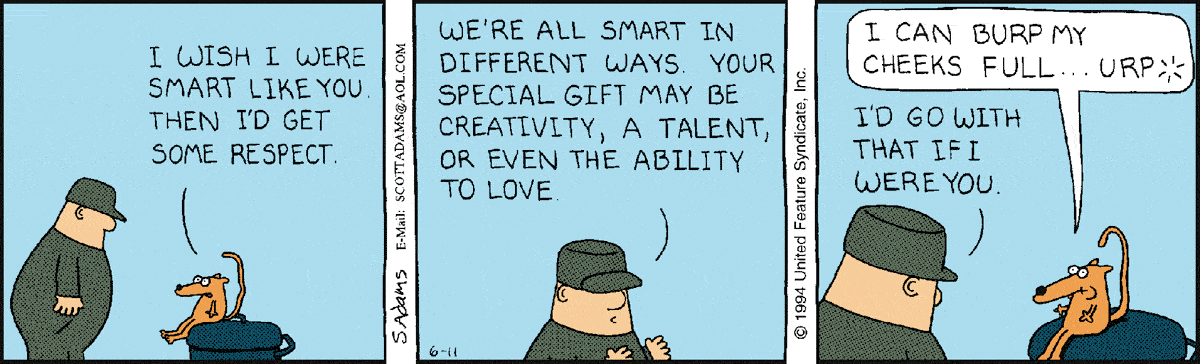 I WISH I WERE
SMART LIKE YOU.
THEN I'D GET
SOME RESPECT.
S.Adams
E-Mail: SCOTTADAMS@AOL.COM
WE'RE ALL SMART IN
DIFFERENT WAYS. YOUR
SPECIAL GIFT MAY BE
CREATIVITY, A TALENT,
OR EVEN THE ABILITY
TO LOVE.
6-11
© 1994 United Feature Syndicate, Inc.
I CAN BURP MY
CHEEKS FULL... URP
I'D GO WITH
THAT IF I
WERE YOU.